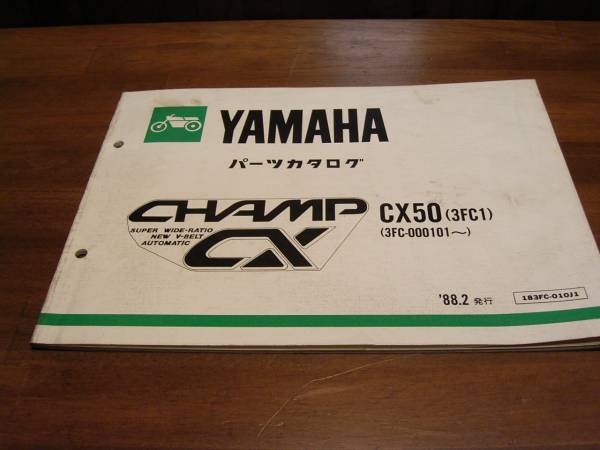 YAMAHA
パーツカタログ
CHAMP CX
SUPER WIDE-RATIO
NEW V-BELT
AUTOMATIC
CX50 (3FC1)
(3FC-000101〜)
'88.2 発行
183FC-010J1